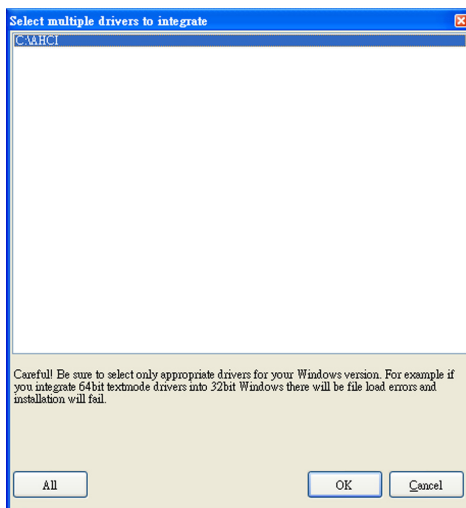 Select multiple drivers to integrate
C:\AHCI
Careful! Be sure to select only appropriate drivers for your Windows version. For example if
you integrate 64bit textmode drivers into 32bit Windows there will be file load errors and
installation will fail.
All
OK
Cancel